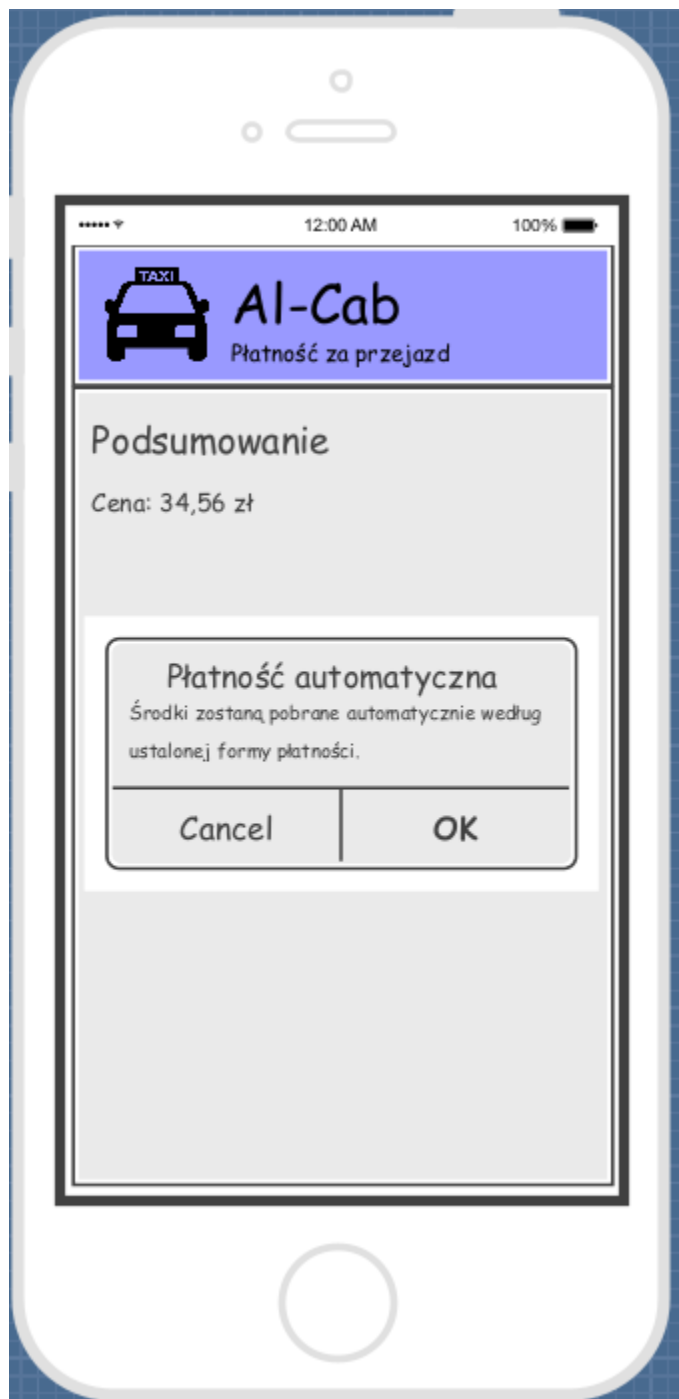 12:00 AM 100%
TAXI
Al-Cab
Płatność za przejazd
Podsumowanie
Cena: 34,56 zł
Płatność automatyczna
Środki zostaną pobrane automatycznie według
ustalonej formy płatności.
Cancel OK